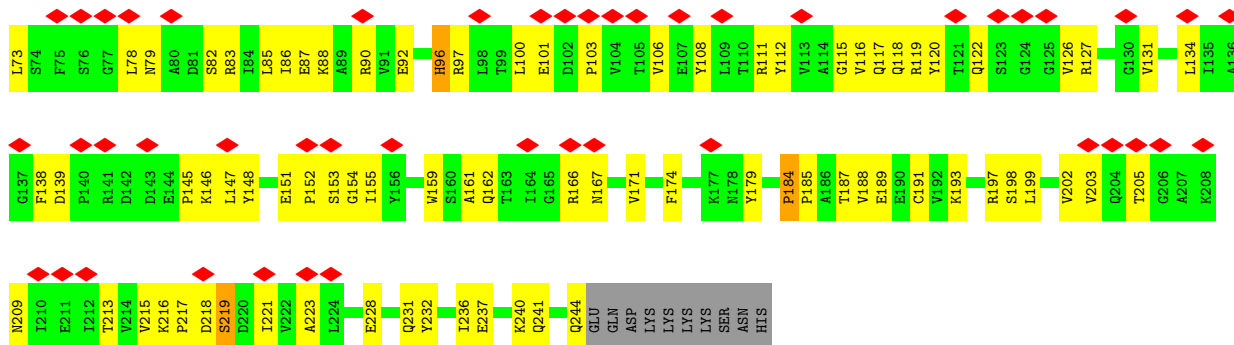 L73 S74 F75 S76 G77 L78 N79 A80 D81 S82 R83 I84 L85 I86 E87 K88 A89 R90 V91 E92 H96 R97 L98 T99 L100 E101 D102 P103 V104 T105 V106 E107 Y108 L109 T110 R111 Y112 V113 A114 G115 V116 Q117 Q118 R119 Y120 T121 Q122 S123 G124 G125 V126 R127 G130 V131 L134 I135 A136
G137 F138 D139 P140 R141 D142 D143 E144 P145 K146 L147 Y148 E151 P152 S153 G154 I155 Y156 W159 S160 A161 Q162 T163 I164 G165 R166 N167 V171 F174 K177 N178 Y179 P184 P185 A186 T187 V188 E189 E190 C191 V192 K193 R197 S198 L199 V202 V203 Q204 T205 G206 A207 K208
N209 I210 E211 I212 T213 V214 V215 K216 P217 D218 S219 D220 I221 V222 A223 L224 E228 Q231 Y232 I236 E237 K240 Q241 Q244 GLU GLN ASP LYS LYS LYS LYS SER ASN HIS